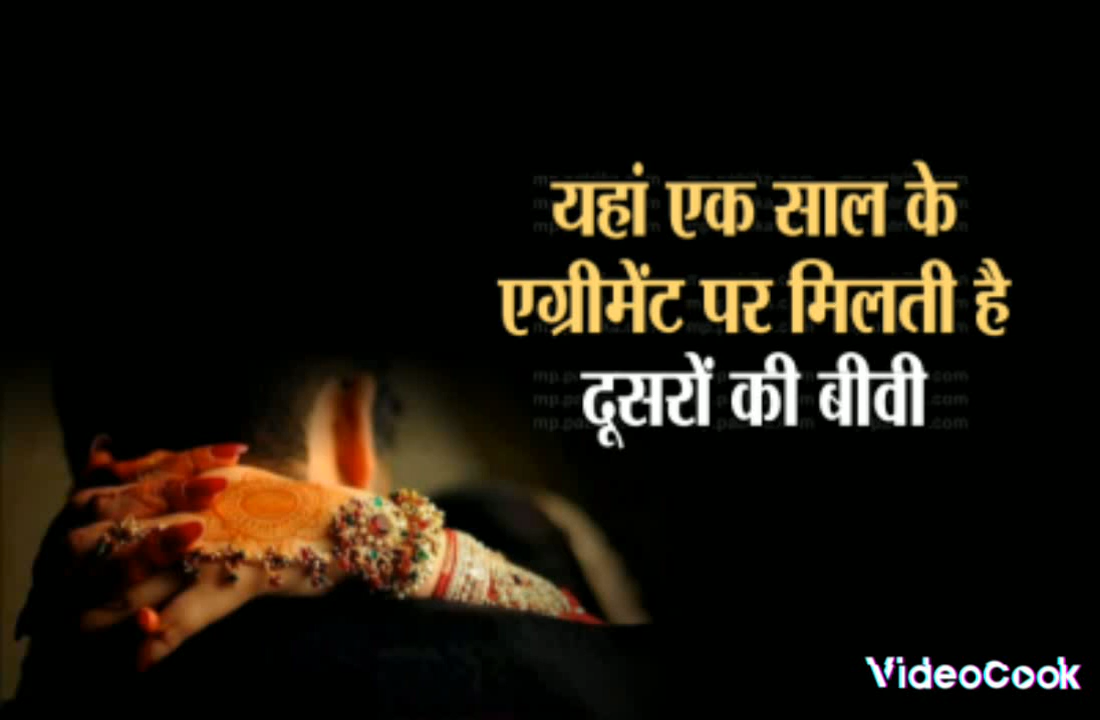 यहां एक साल के
एग्रीमेंट पर मिलती है
दूसरों की बीवी
VideoCook